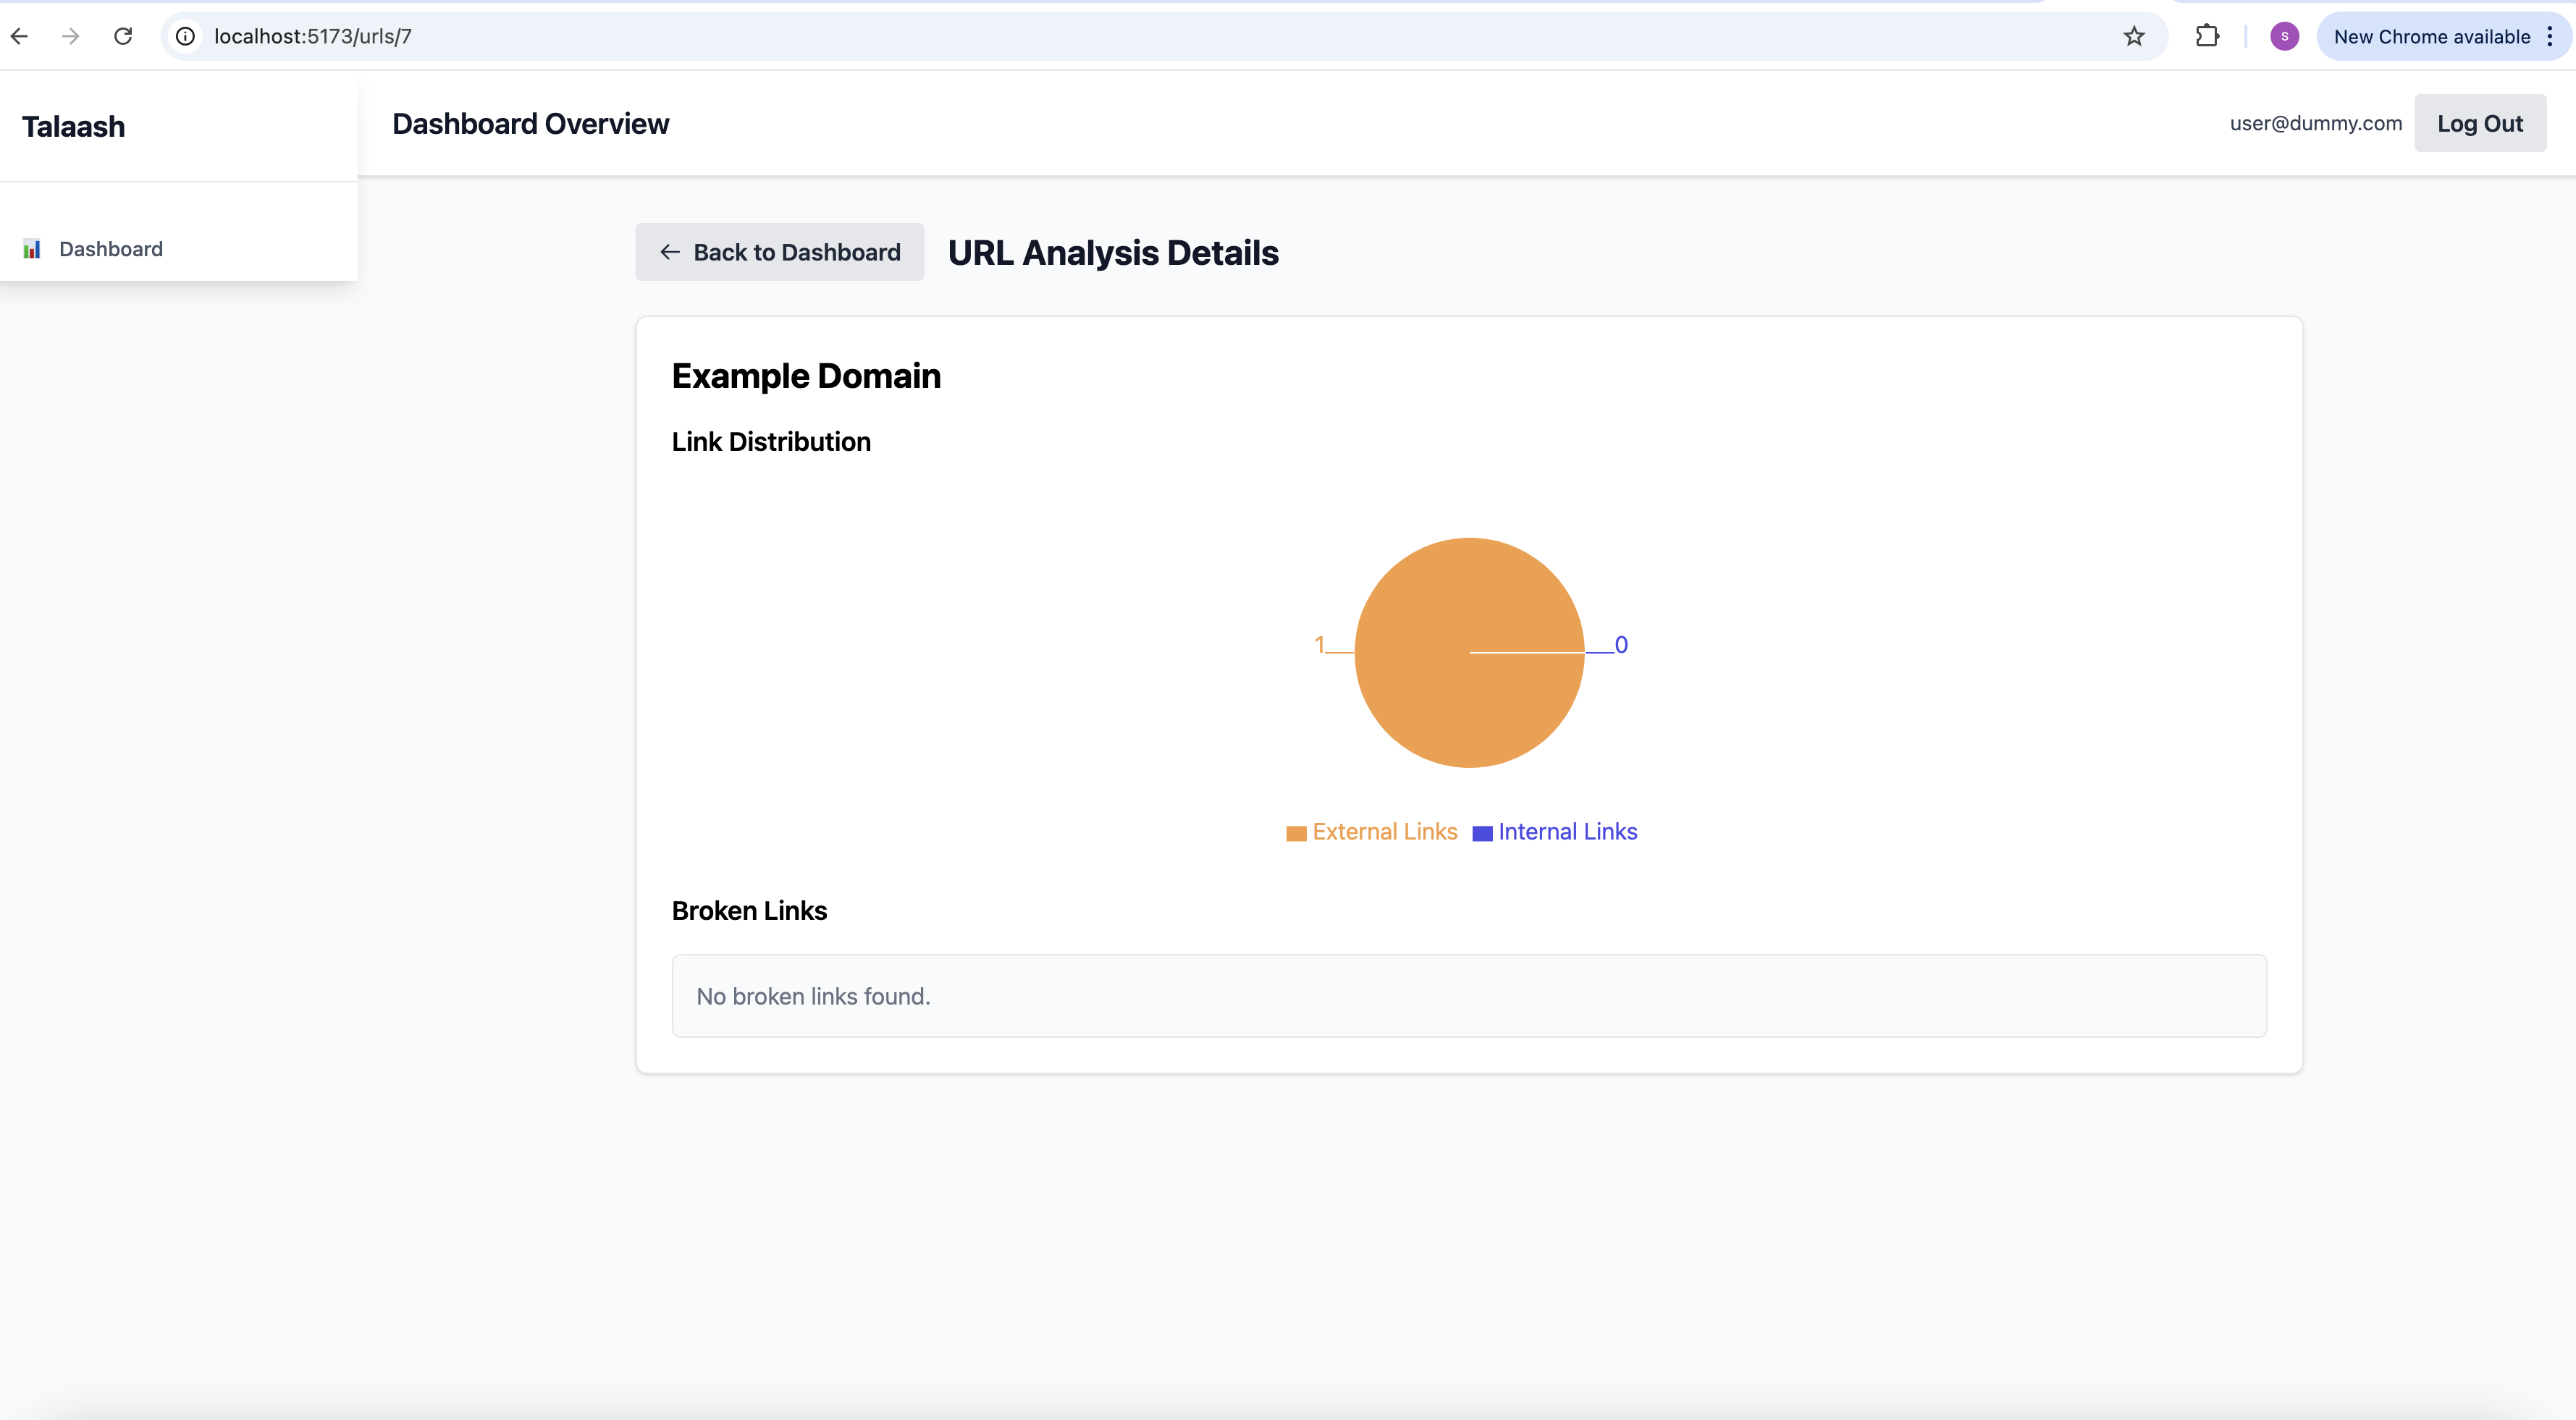 localhost:5173/urls/7
S
New Chrome available
Talaash
Dashboard Overview
user@dummy.com
Log Out
Dashboard
← Back to Dashboard
URL Analysis Details
Example Domain
Link Distribution
1
0
External Links
Internal Links
Broken Links
No broken links found.